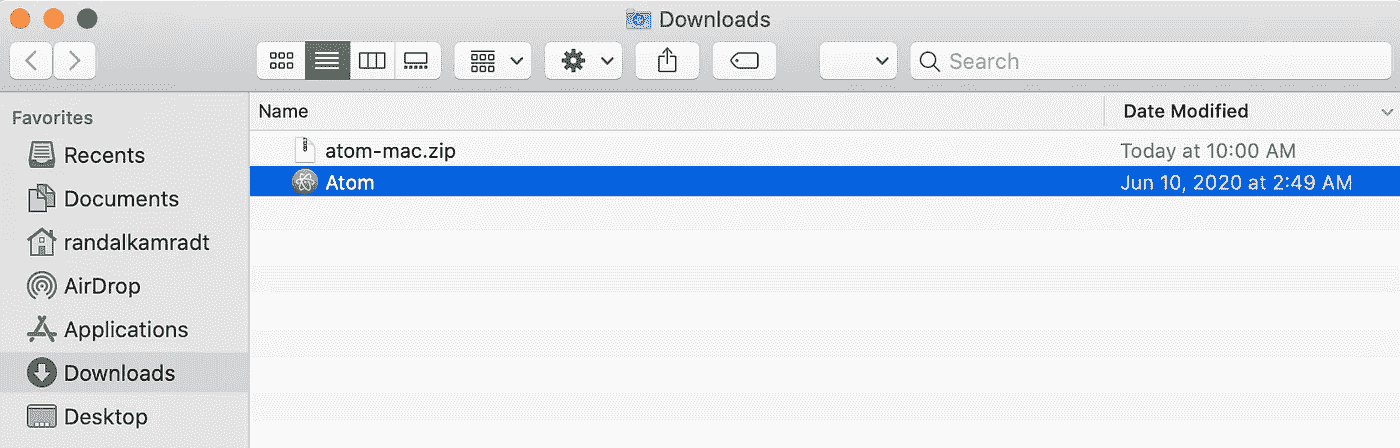 Downloads
Search
Favorites
Recents
Documents
randalkamradt
AirDrop
Applications
Downloads
Desktop
Name Date Modified
atom-mac.zip Today at 10:00 AM
Atom Jun 10, 2020 at 2:49 AM